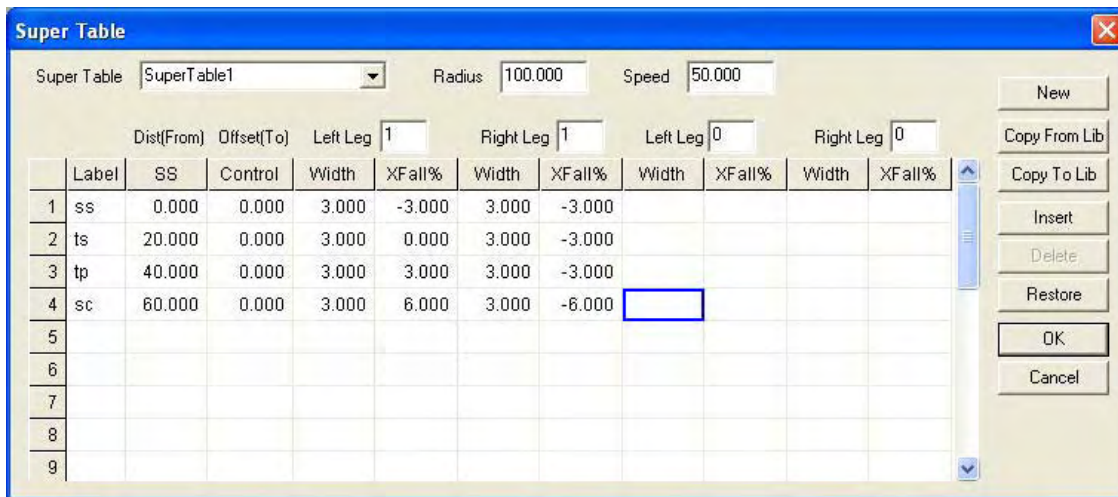 Super Table
Super Table SuperTable1 Radius 100.000 Speed 50.000
New
Dist(From) Offset(To) Left Leg 1 Right Leg 1 Left Leg 0 Right Leg 0
Copy From Lib
Label SS Control Width XFall% Width XFall% Width XFall% Width XFall%
Copy To Lib
1 ss 0.000 0.000 3.000 -3.000 3.000 -3.000
Insert
2 ts 20.000 0.000 3.000 0.000 3.000 -3.000
Delete
3 tp 40.000 0.000 3.000 3.000 3.000 -3.000
Restore
4 sc 60.000 0.000 3.000 6.000 3.000 -6.000
5
OK
6
Cancel
7
8
9